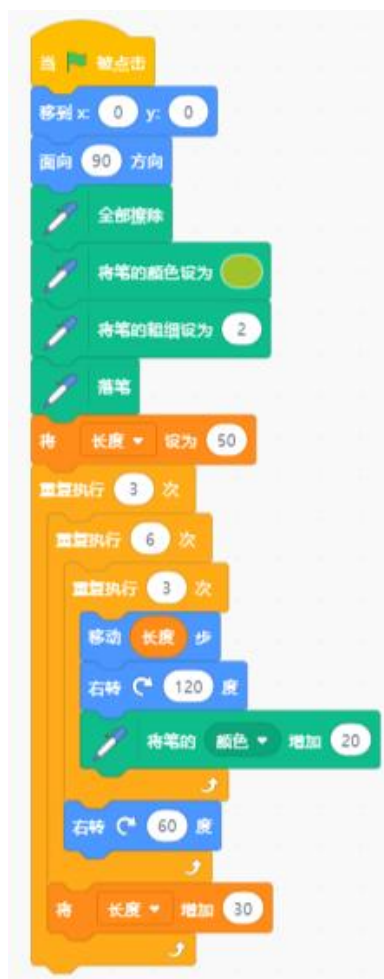 当 被点击
移到 x: 0 y: 0
面向 90 方向
全部擦除
将笔的颜色设为
将笔的粗细设为 2
落笔
将 长度 设为 50
重复执行 3 次
重复执行 6 次
重复执行 3 次
移动 长度 步
右转 120 度
将笔的 颜色 增加 20
右转 60 度
将 长度 增加 30